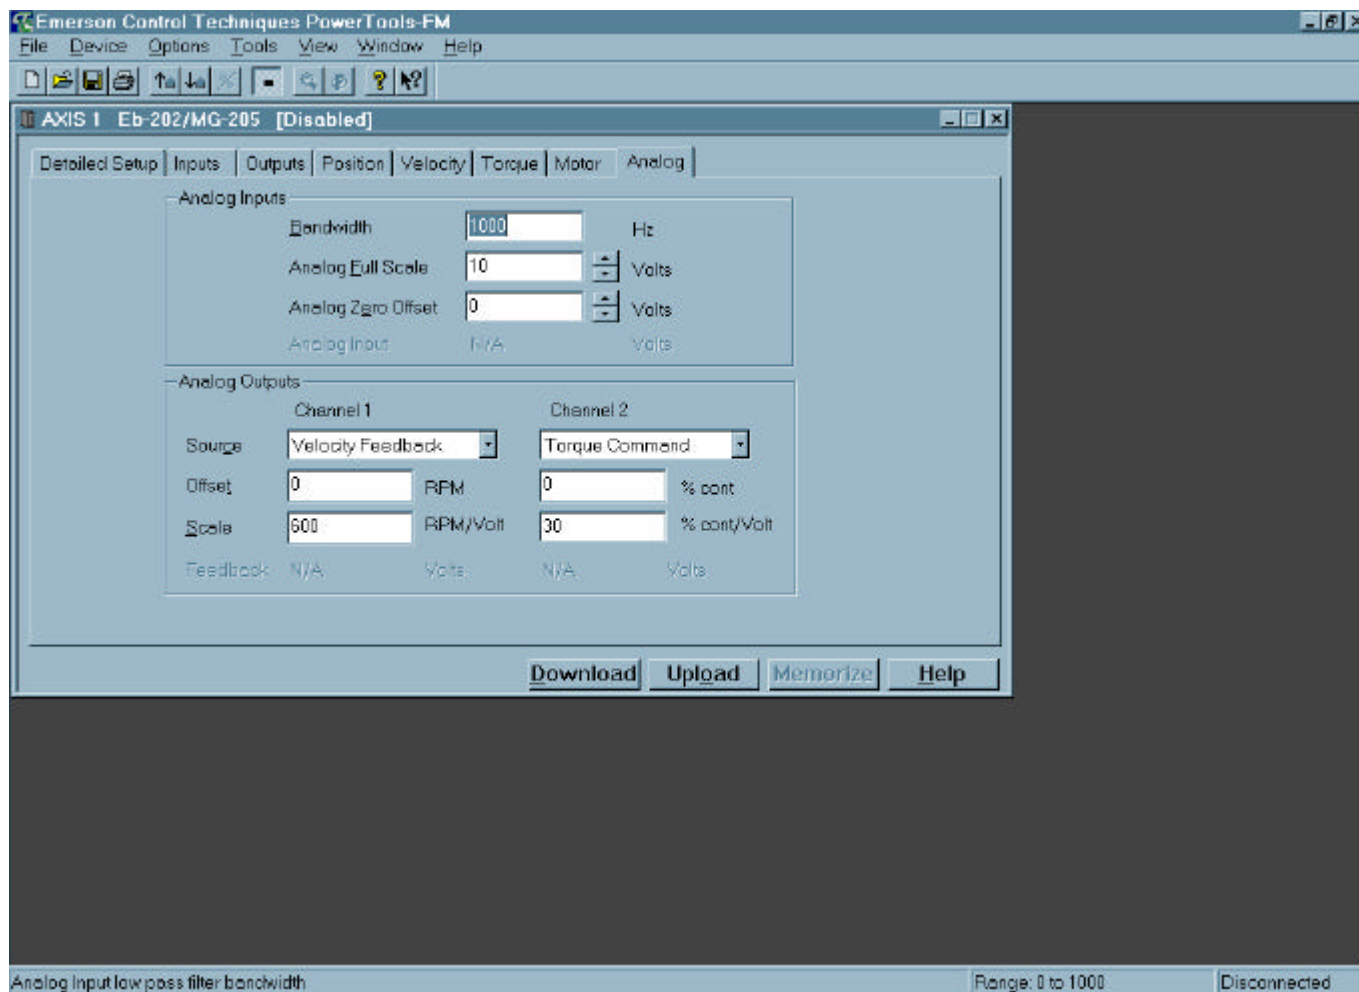 Emerson Control Techniques PowerTools-FM
File Device Options Tools View Window Help
AXIS 1 Eb-202/MG-205 [Disabled]
Detailed Setup Inputs Outputs Position Velocity Torque Motor Analog
Analog Inputs
Bandwidth 1000 Hz
Analog Full Scale 10 Volts
Analog Zero Offset 0 Volts
Analog Input N/A Volts
Analog Outputs
Channel 1 Channel 2
Source Velocity Feedback Torque Command
Offset 0 RPM 0 % cont
Scale 600 RPM/Volt 30 % cont/Volt
Feedback N/A Volts N/A Volts
Download Upload Memorize Help
Analog Input low pass filter bandwidth Range: 0 to 1000 Disconnected